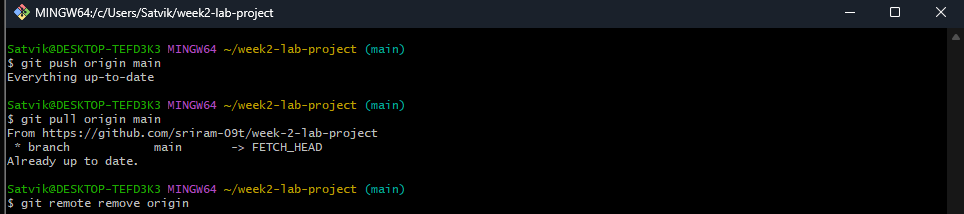 MINGW64:/c/Users/Satvik/week2-lab-project
Satvik@DESKTOP-TEFD3K3 MINGW64 ~/week2-lab-project (main)
$ git push origin main
Everything up-to-date
Satvik@DESKTOP-TEFD3K3 MINGW64 ~/week2-lab-project (main)
$ git pull origin main
From https://github.com/sriram-09t/week-2-lab-project
 * branch            main       -> FETCH_HEAD
Already up to date.
Satvik@DESKTOP-TEFD3K3 MINGW64 ~/week2-lab-project (main)
$ git remote remove origin